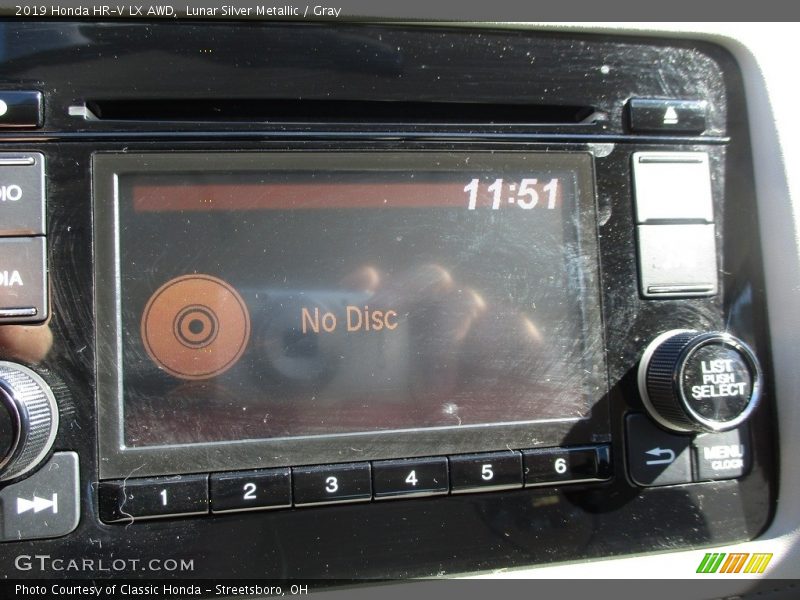 2019 Honda HR-V LX AWD, Lunar Silver Metallic / Gray
DIO
11:51
DIA
No Disc
LIST
PUSH
SELECT
MENU
CLOCK
1 2 3 4 5 6
GTCARLOT.COM
Photo Courtesy of Classic Honda - Streetsboro, OH